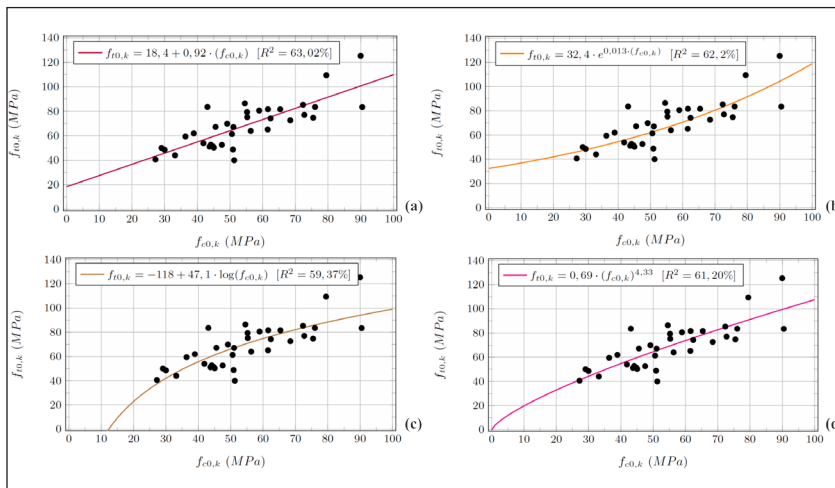 f_{t0,k} = 18,4+0,92·(f_{c0,k}) [R² = 63,02%]
140
120
100
80
60
40
20
0
f_{t0,k} (MPa)
0 10 20 30 40 50 60 70 80 90 100
f_{c0,k} (MPa)
(a)
f_{t0,k} = 32,4·e^{0,013·(f_{c0,k})} [R² = 62,2%]
140
120
100
80
60
40
20
0
f_{t0,k} (MPa)
0 10 20 30 40 50 60 70 80 90 100
f_{c0,k} (MPa)
(b
f_{t0,k} = −118+47,1·log(f_{c0,k}) [R² = 59,37%]
140
120
100
80
60
40
20
0
f_{t0,k} (MPa)
0 10 20 30 40 50 60 70 80 90 100
f_{c0,k} (MPa)
(c)
f_{t0,k} = 0,69·(f_{c0,k})^{4,33} [R² = 61,20%]
140
120
100
80
60
40
20
0
f_{t0,k} (MPa)
0 10 20 30 40 50 60 70 80 90 100
f_{c0,k} (MPa)
(d